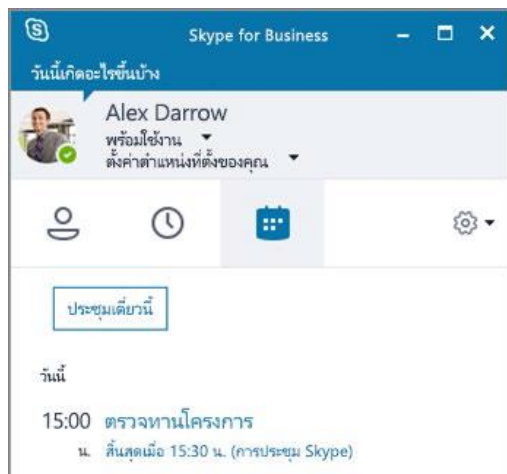 Skype for Business
วันนี้เกิดอะไรขึ้นบ้าง
Alex Darrow
พร้อมใช้งาน
ตั้งค่าตำแหน่งที่ตั้งของคุณ
ประชุมเดี๋ยวนี้
วันนี้
15:00 ตรวจทานโครงการ
น. สิ้นสุดเมื่อ 15:30 น. (การประชุม Skype)